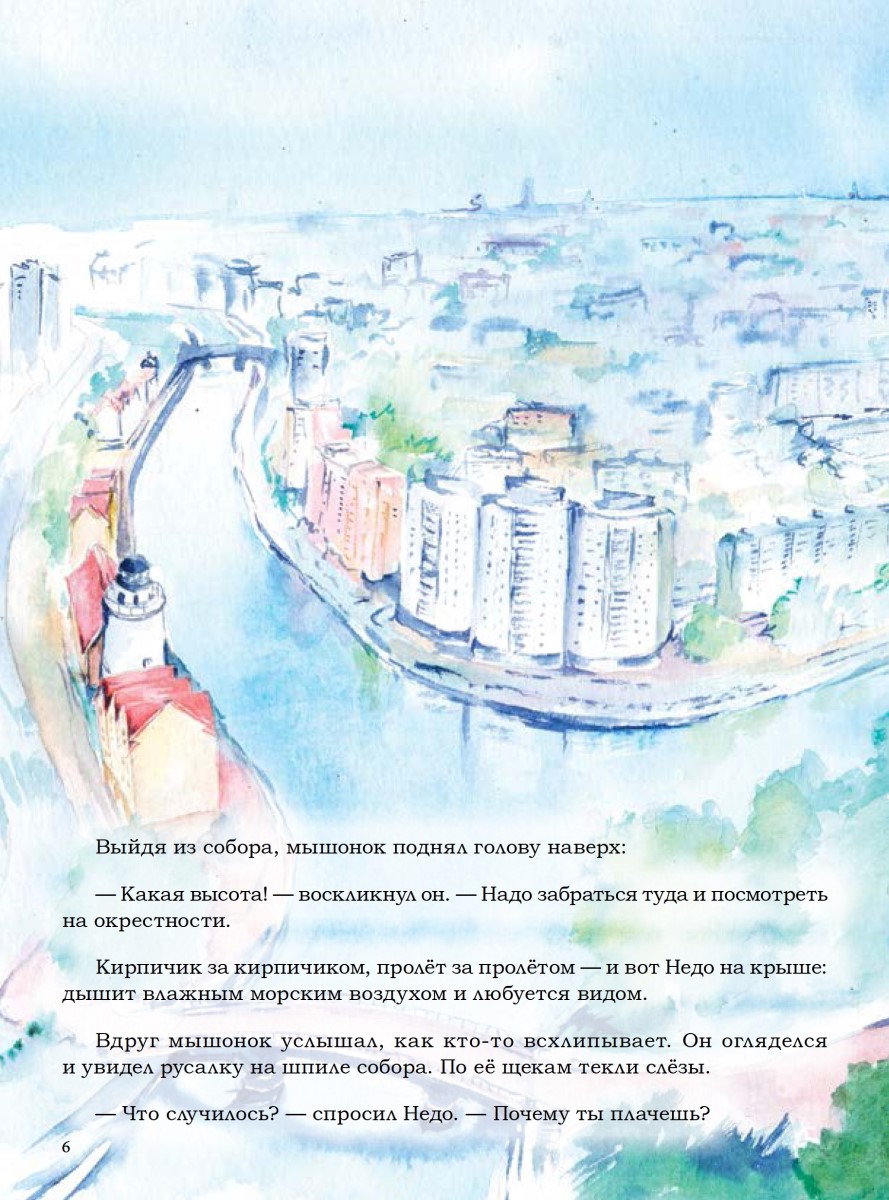 Выйдя из собора, мышонок поднял голову наверх:
— Какая высота! — воскликнул он. — Надо забраться туда и посмотреть
на окрестности.
Кирпичик за кирпичиком, пролёт за пролётом — и вот Недо на крыше:
дышит влажным морским воздухом и любуется видом.
Вдруг мышонок услышал, как кто-то всхлипывает. Он огляделся
и увидел русалку на шпиле собора. По её щекам текли слёзы.
— Что случилось? — спросил Недо. — Почему ты плачешь?
6